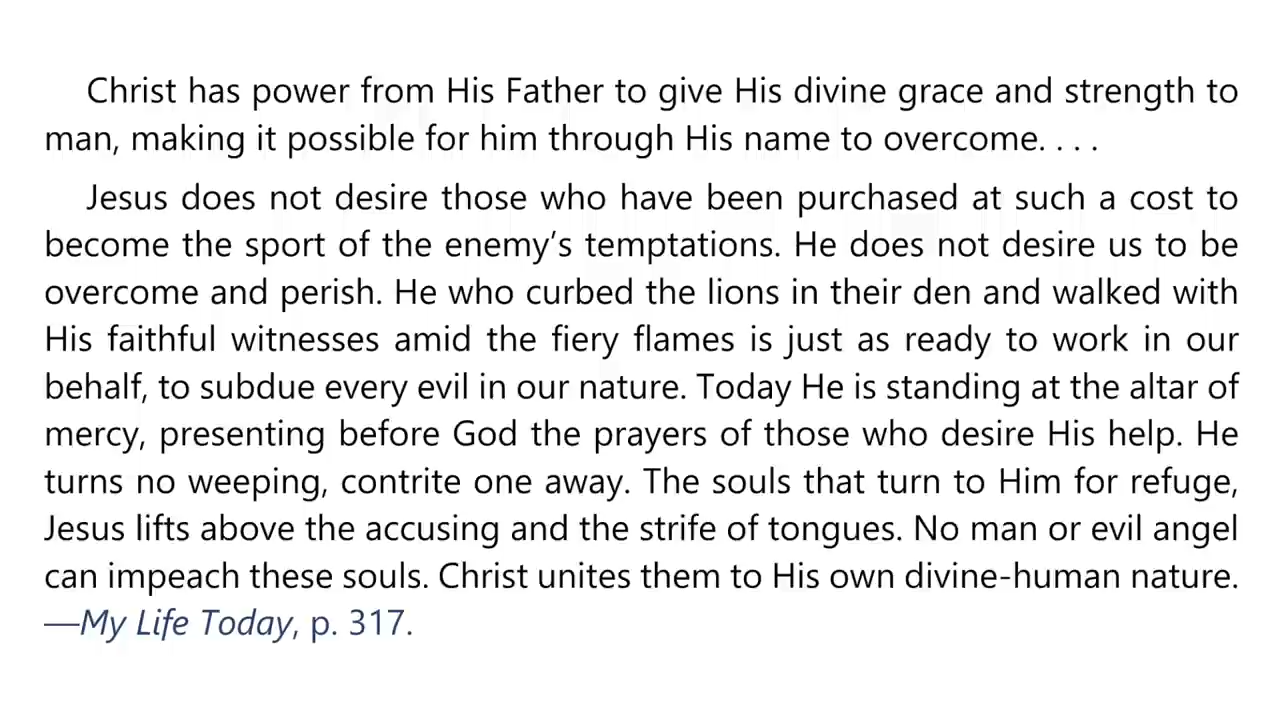 Christ has power from His Father to give His divine grace and strength to
man, making it possible for him through His name to overcome. . . .
Jesus does not desire those who have been purchased at such a cost to
become the sport of the enemy’s temptations. He does not desire us to be
overcome and perish. He who curbed the lions in their den and walked with
His faithful witnesses amid the fiery flames is just as ready to work in our
behalf, to subdue every evil in our nature. Today He is standing at the altar of
mercy, presenting before God the prayers of those who desire His help. He
turns no weeping, contrite one away. The souls that turn to Him for refuge,
Jesus lifts above the accusing and the strife of tongues. No man or evil angel
can impeach these souls. Christ unites them to His own divine-human nature.
—My Life Today, p. 317.